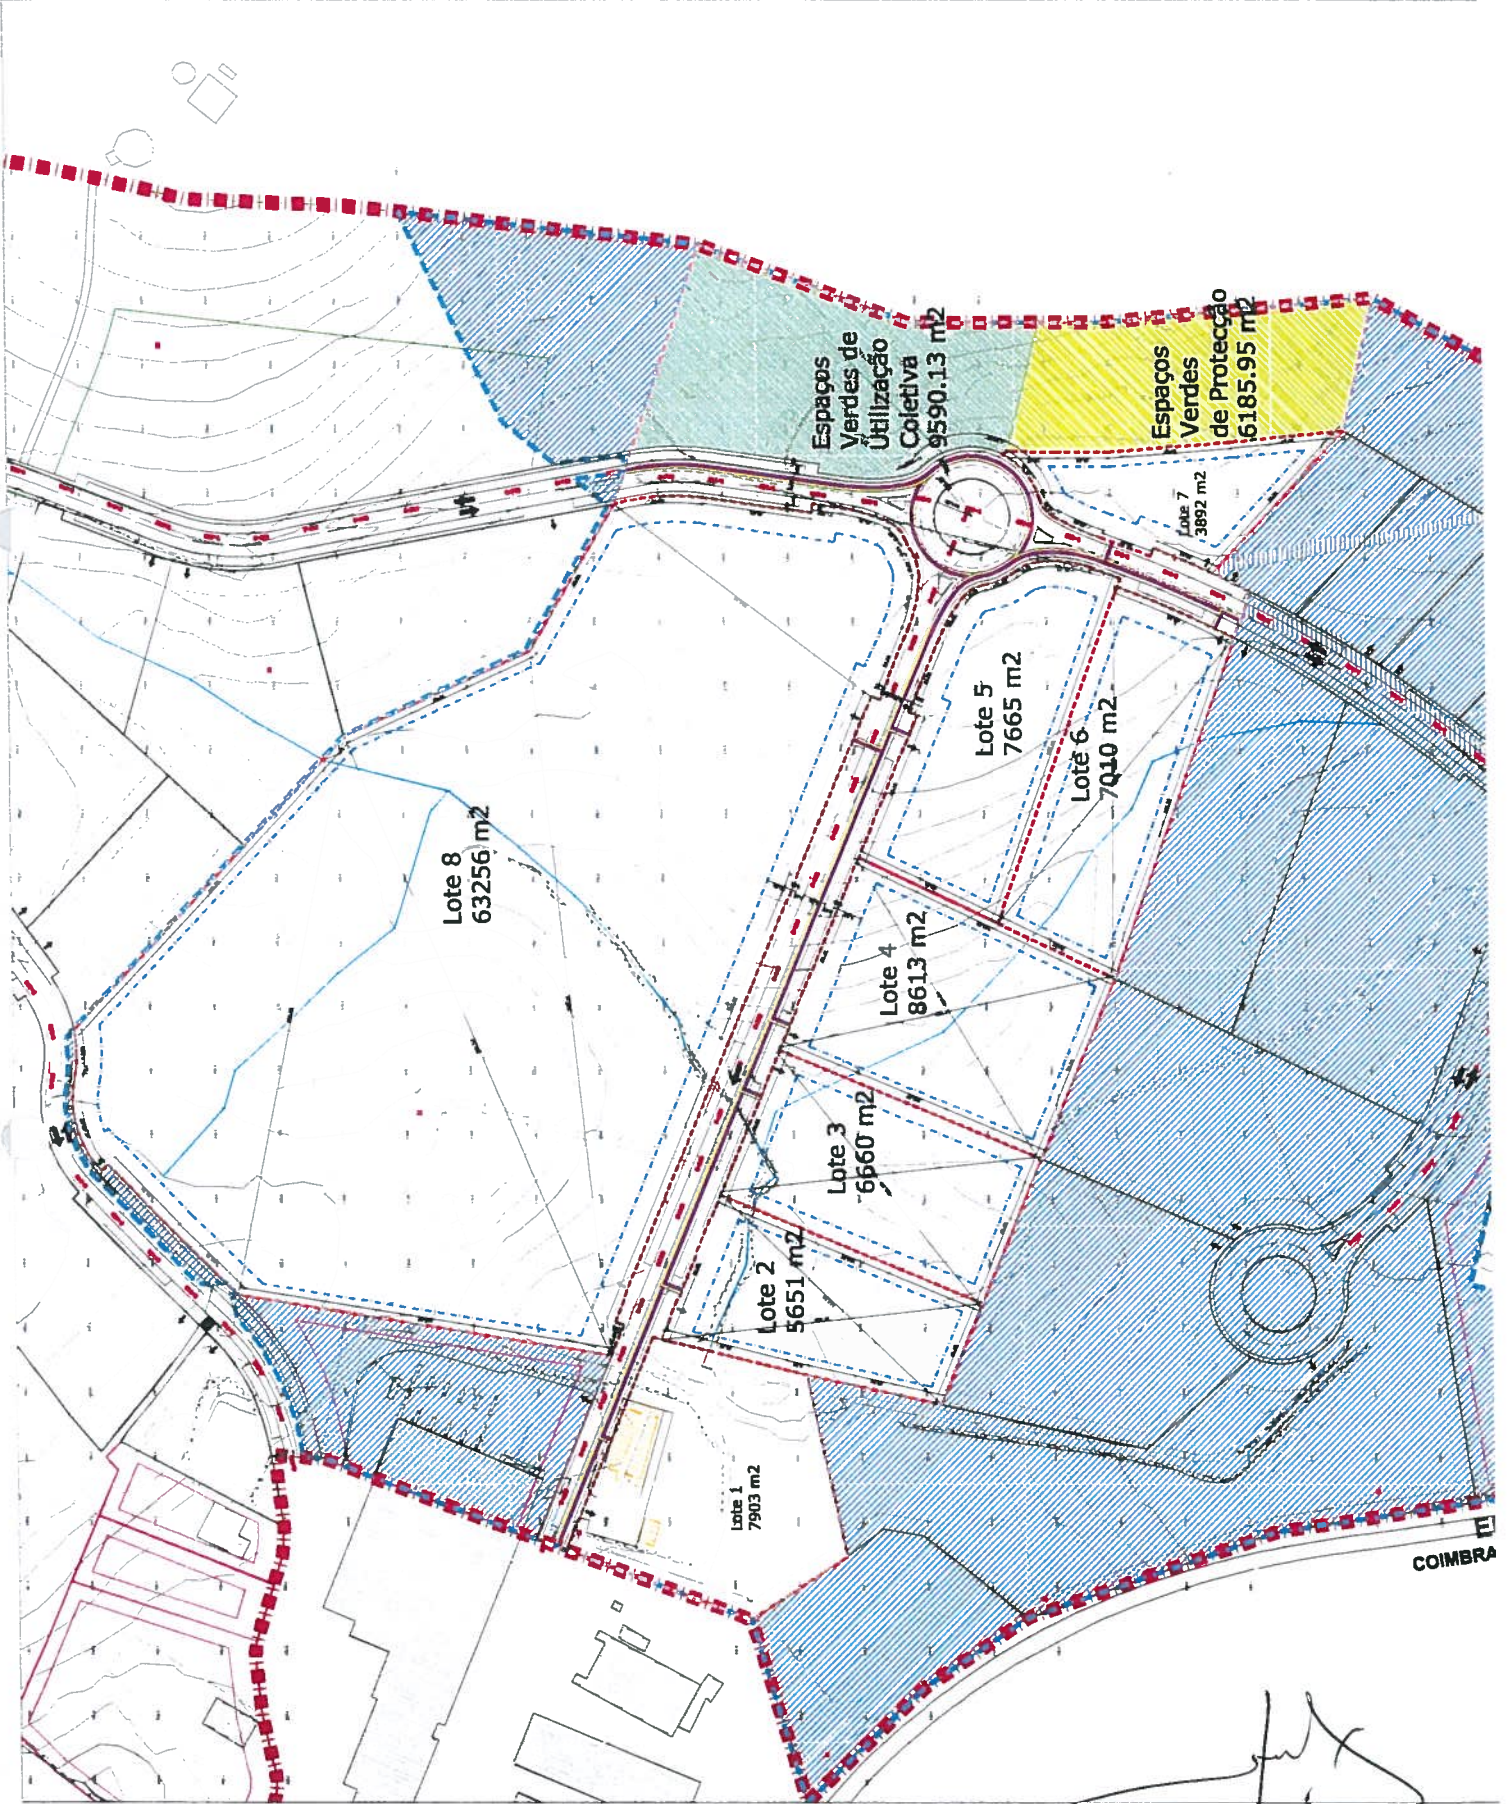 Espaços
Verdes de
Utilização
Coletiva
9590.13 m2
Espaços
Verdes
de Protecção
6185.95 m2
Lote 7
3892 m2
Lote 5
7665 m2
Lote 6
7010 m2
Lote 8
63256 m2
Lote 4
8613 m2
Lote 3
6660 m2
Lote 2
5651 m2
Lote 1
7903 m2
COIMBRA